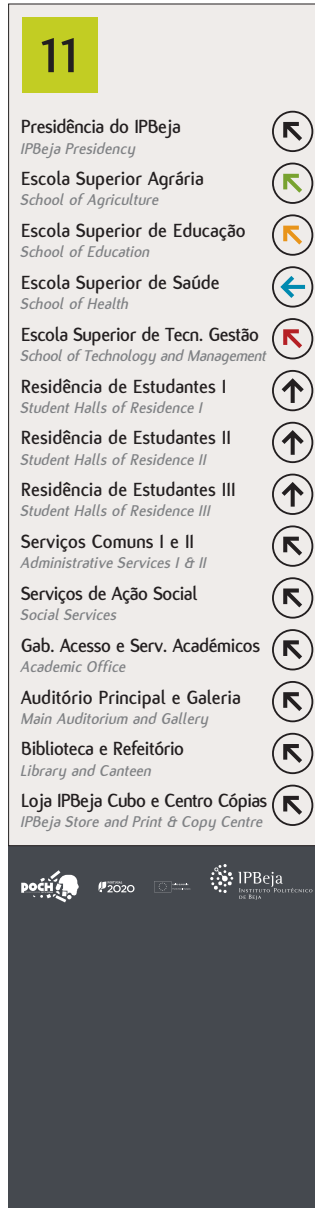 11
Presidência do IPBeja
IPBeja Presidency
Escola Superior Agrária
School of Agriculture
Escola Superior de Educação
School of Education
Escola Superior de Saúde
School of Health
Escola Superior de Tecn. Gestão
School of Technology and Management
Residência de Estudantes I
Student Halls of Residence I
Residência de Estudantes II
Student Halls of Residence II
Residência de Estudantes III
Student Halls of Residence III
Serviços Comuns I e II
Administrative Services I & II
Serviços de Ação Social
Social Services
Gab. Acesso e Serv. Académicos
Academic Office
Auditório Principal e Galeria
Main Auditorium and Gallery
Biblioteca e Refeitório
Library and Canteen
Loja IPBeja Cubo e Centro Cópias
IPBeja Store and Print & Copy Centre
POCH
2020
IPBeja
Instituto Politécnico
de Beja